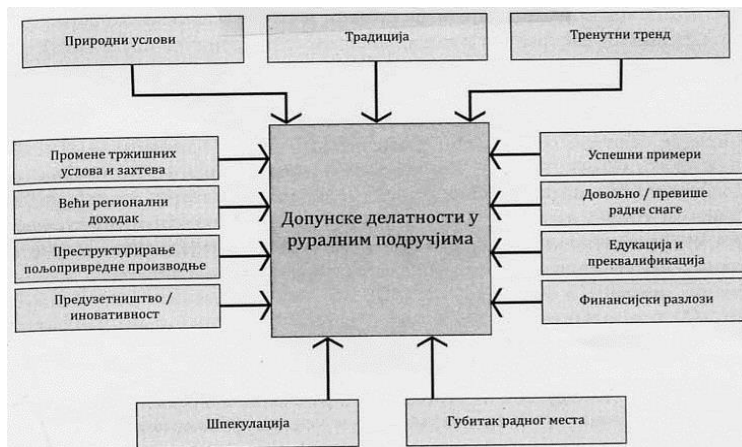 Природни услови
Традиција
Тренутни тренд
Промене тржишних
услова и захтева
Већи регионални
доходак
Преструктурирање
пољопривредне производње
Предузетништво /
иновативност
Допунске делатности у
руралним подручјима
Успешни примери
Довољно / превише
радне снаге
Едукација и
преквалификација
Финансијски разлози
Шпекулација
Губитак радног места